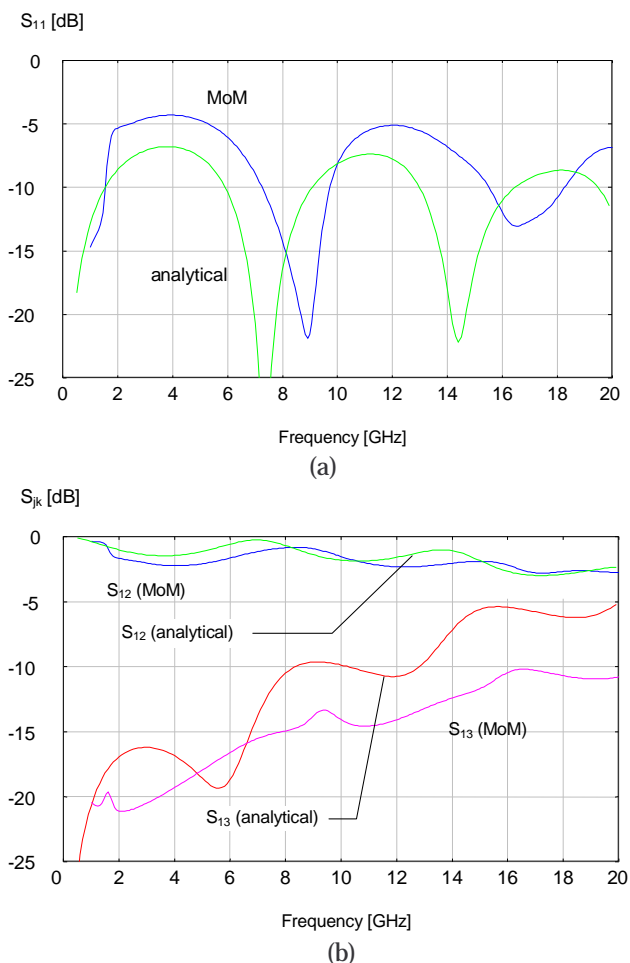 S₁₁ [dB]
0
MoM
-5
-10
-15
analytical
-20
-25
0 2 4 6 8 10 12 14 16 18 20
Frequency [GHz]
(a)
Sⱼₖ [dB]
0
S₁₂ (MoM)
-5
S₁₂ (analytical)
-10
S₁₃ (MoM)
-15
S₁₃ (analytical)
-20
-25
0 2 4 6 8 10 12 14 16 18 20
Frequency [GHz]
(b)